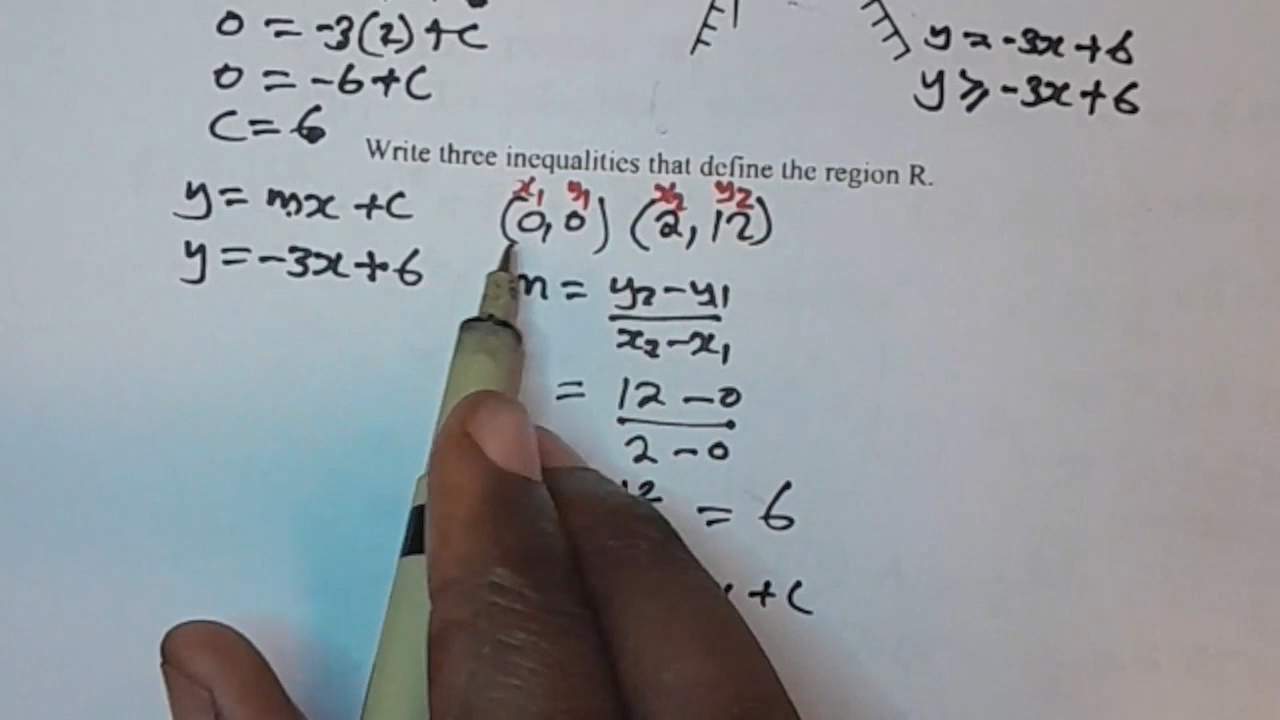 0 = -3(2)+C
0 = -6+C
C = 6
y = -3x+6
y ⩾ -3x+6
Write three inequalities that define the region R.
y = mx +C
y = -3x+6
x₁ y₁ x₂ y₂
(0,0) (2,12)
m = y₂-y₁
x₂-x₁
= 12-0
2-0
12 = 6
+C